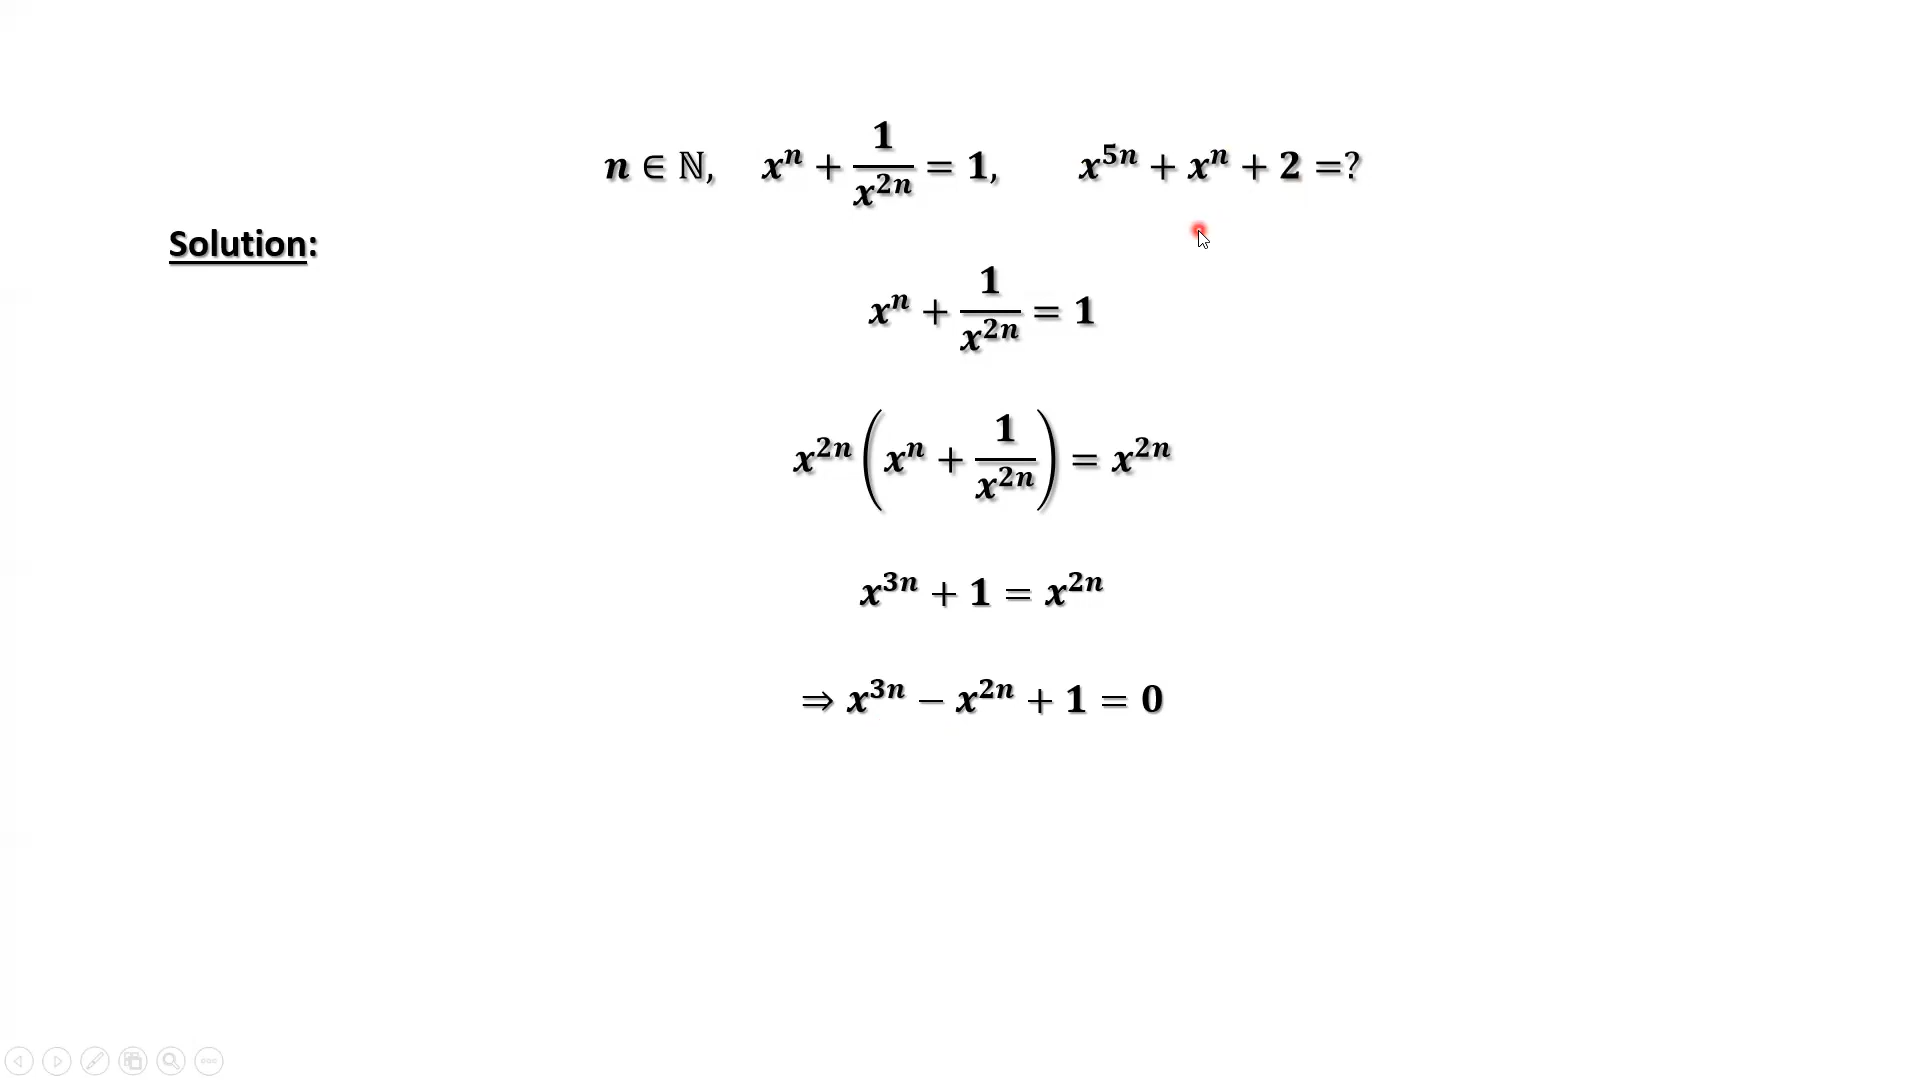 n ∈ ℕ, xⁿ + 1/x²ⁿ = 1, x⁵ⁿ + xⁿ + 2 =?
Solution:
xⁿ + 1/x²ⁿ = 1
x²ⁿ (xⁿ + 1/x²ⁿ) = x²ⁿ
x³ⁿ + 1 = x²ⁿ
⇒ x³ⁿ − x²ⁿ + 1 = 0